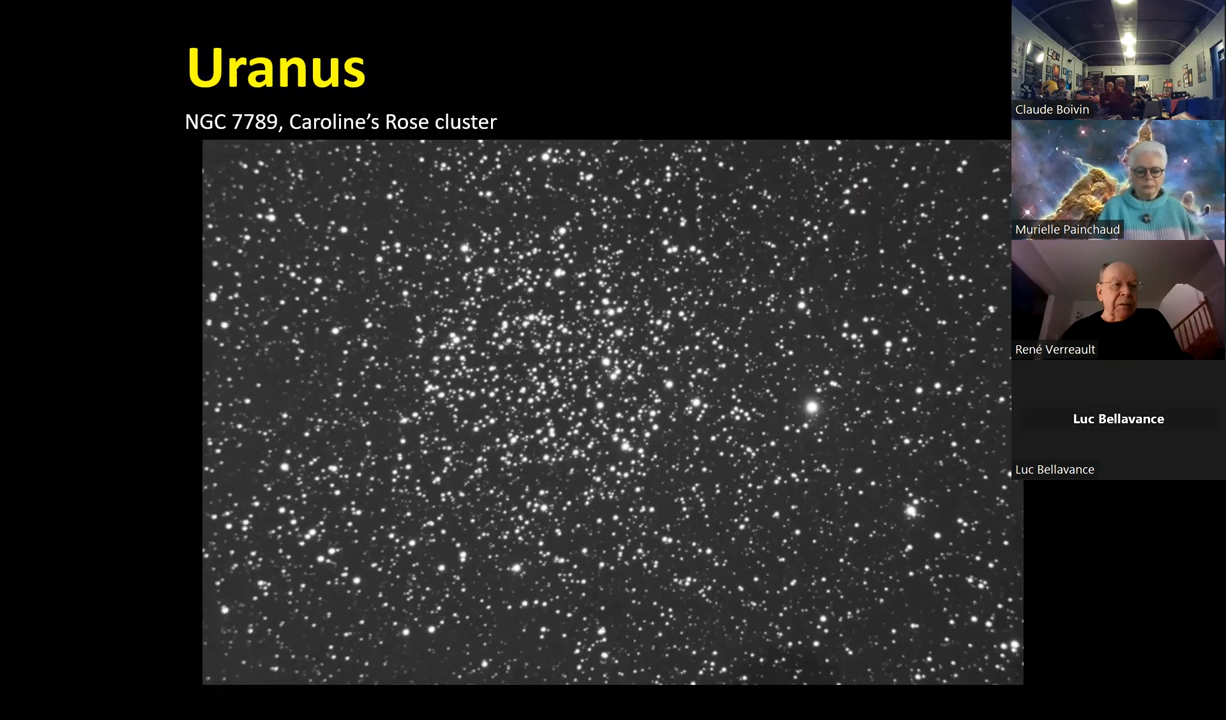 Uranus
NGC 7789, Caroline’s Rose cluster
Claude Boivin
Murielle Painchaud
René Verreault
Luc Bellavance
Luc Bellavance